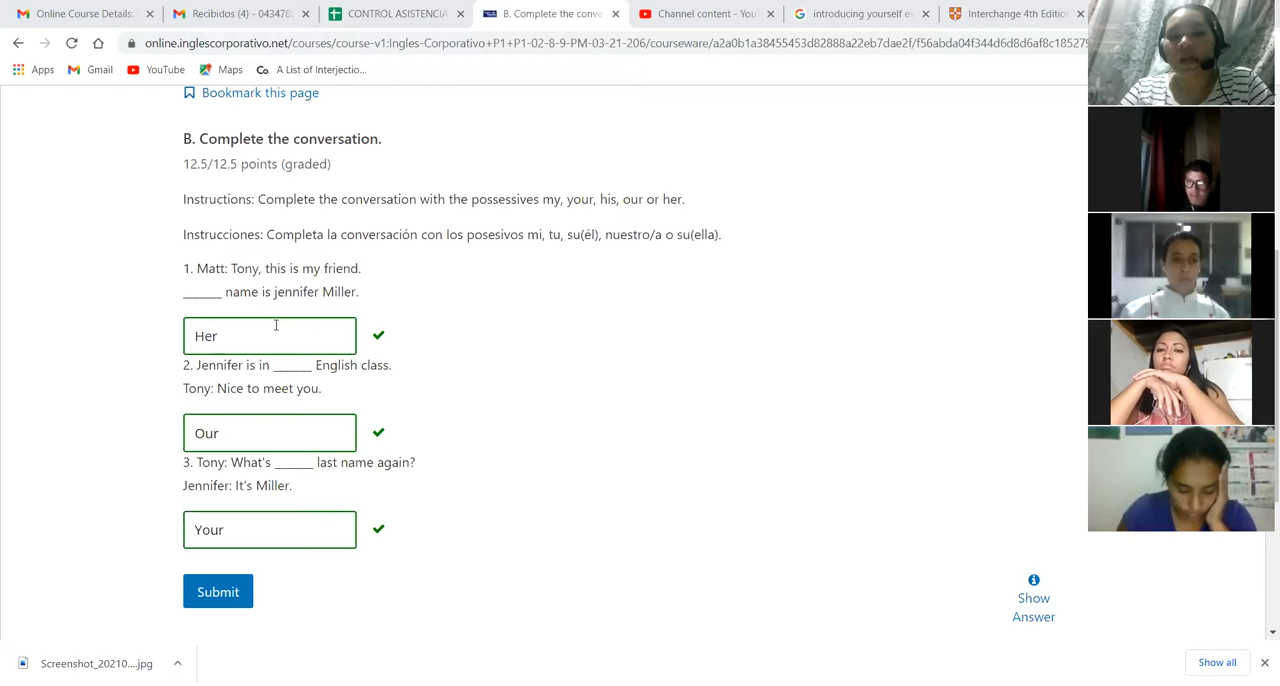 Online Course Details:
Recibidos (4) - 043478
CONTROL ASISTENCIA
B. Complete the conve
Channel content - You
introducing yourself e
Interchange 4th Edition
online.inglescorporativo.net/courses/course-v1:Ingles-Corporativo+P1+P1-02-8-9-PM-03-21-206/courseware/a2a0b1a38455453d82888a22eb7dae2f/f56abda04f344d6d8d6af8c185279
Apps
Gmail
YouTube
Maps
Co.
A List of Interjectio...
Bookmark this page
B. Complete the conversation.
12.5/12.5 points (graded)
Instructions: Complete the conversation with the possessives my, your, his, our or her.
Instrucciones: Completa la conversación con los posesivos mi, tu, su(él), nuestro/a o su(ella).
1. Matt: Tony, this is my friend.
______ name is jennifer Miller.
Her
2. Jennifer is in ______ English class.
Tony: Nice to meet you.
Our
3. Tony: What's ______ last name again?
Jennifer: It's Miller.
Your
Submit
Show
Answer
Screenshot_20210....jpg
Show all